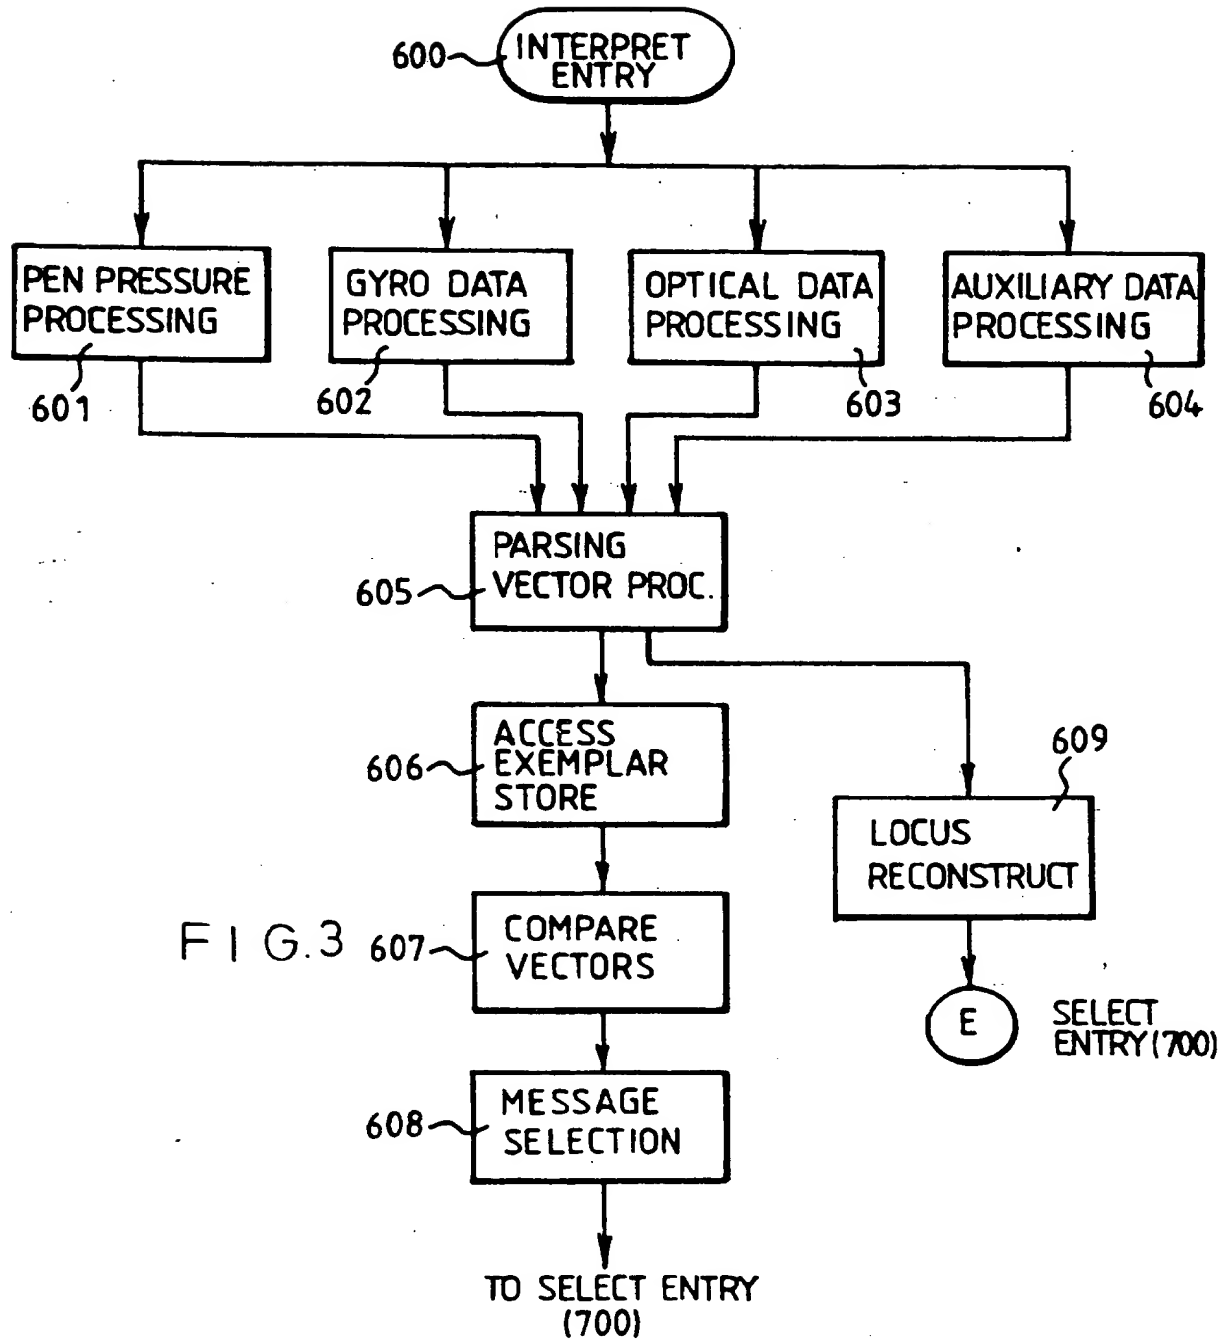 600
INTERPRET
ENTRY
PEN PRESSURE
PROCESSING
601
GYRO DATA
PROCESSING
602
OPTICAL DATA
PROCESSING
603
AUXILIARY DATA
PROCESSING
604
PARSING
VECTOR PROC.
605
ACCESS
EXEMPLAR
STORE
606
609
LOCUS
RECONSTRUCT
FIG.3
607
COMPARE
VECTORS
E
SELECT
ENTRY(700)
608
MESSAGE
SELECTION
TO SELECT ENTRY
(700)